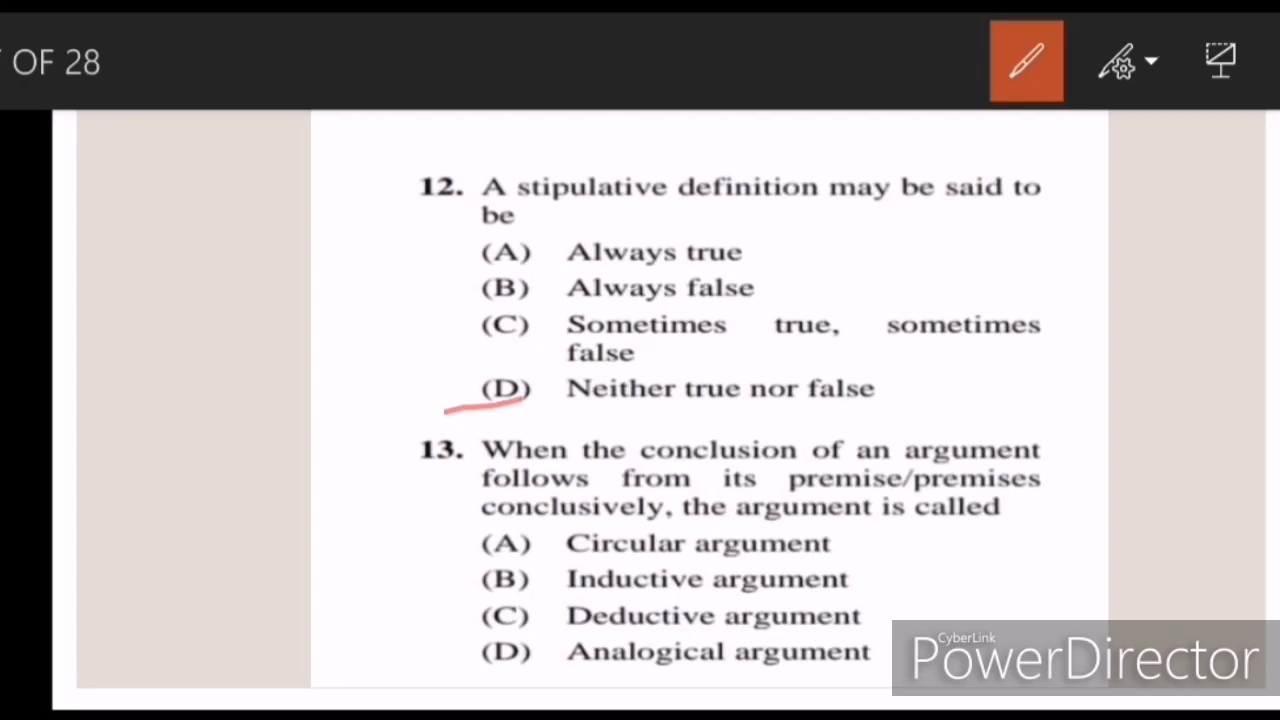 OF 28
12. A stipulative definition may be said to
be
(A) Always true
(B) Always false
(C) Sometimes true, sometimes
false
(D) Neither true nor false
13. When the conclusion of an argument
follows from its premise/premises
conclusively, the argument is called
(A) Circular argument
(B) Inductive argument
(C) Deductive argument
(D) Analogical argument
CyberLink
PowerDirector